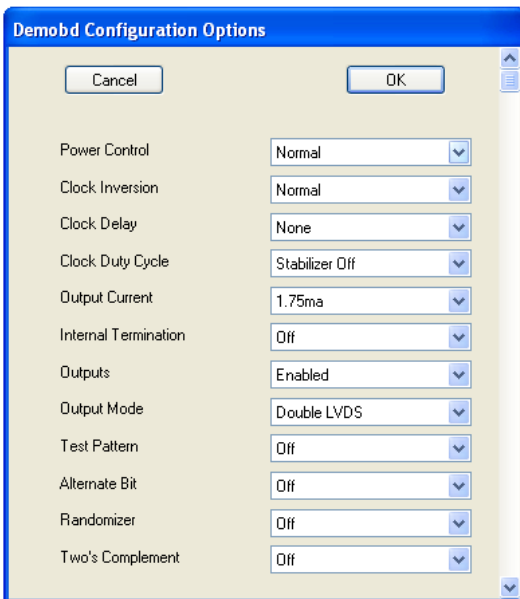 Demobd Configuration Options
Cancel OK
Power Control Normal
Clock Inversion Normal
Clock Delay None
Clock Duty Cycle Stabilizer Off
Output Current 1.75ma
Internal Termination Off
Outputs Enabled
Output Mode Double LVDS
Test Pattern Off
Alternate Bit Off
Randomizer Off
Two's Complement Off